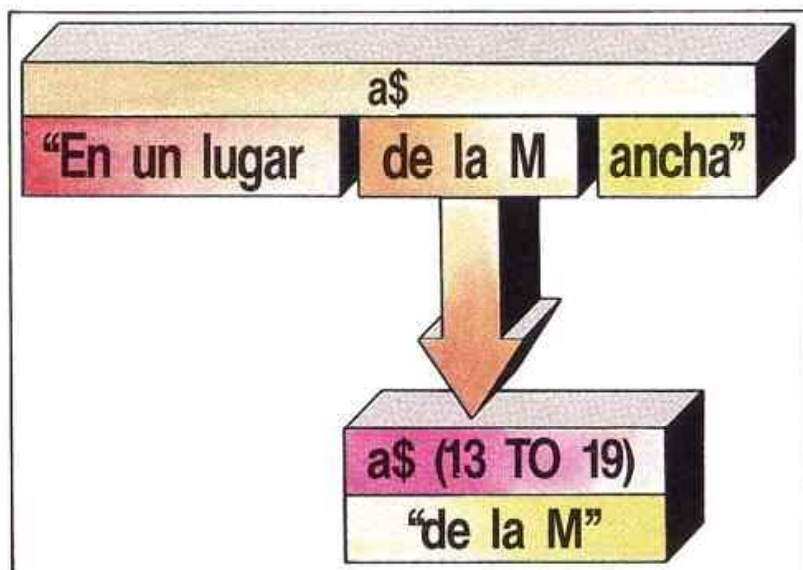 a$
“En un lugar de la M ancha”
a$ (13 TO 19)
“de la M”